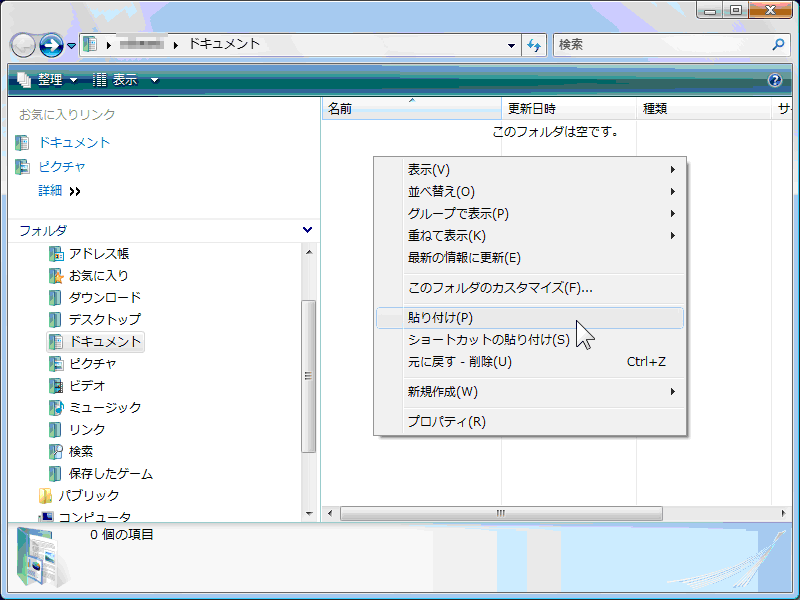 ドキュメント
検索
整理 表示
お気に入りリンク
ドキュメント
ピクチャ
詳細 »
フォルダ
アドレス帳
お気に入り
ダウンロード
デスクトップ
ドキュメント
ピクチャ
ビデオ
ミュージック
リンク
検索
保存したゲーム
パブリック
コンピュータ
名前 更新日時 種類 サイ
このフォルダは空です。
表示(V)
並べ替え(O)
グループで表示(P)
重ねて表示(K)
最新の情報に更新(E)
このフォルダのカスタマイズ(F)...
貼り付け(P)
ショートカットの貼り付け(S)
元に戻す - 削除(U) Ctrl+Z
新規作成(W)
プロパティ(R)
0 個の項目